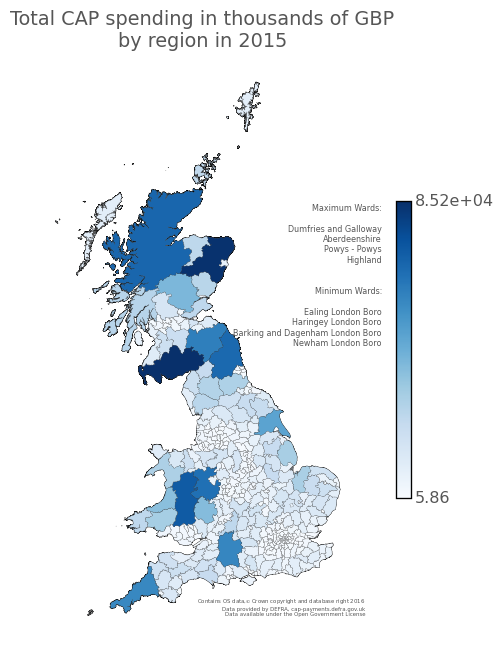 Total CAP spending in thousands of GBP
by region in 2015
8.52e+04
Maximum Wards:
Dumfries and Galloway
Aberdeenshire
Powys - Powys
Highland
Minimum Wards:
Ealing London Boro
Haringey London Boro
Barking and Dagenham London Boro
Newham London Boro
5.86
Contains OS data © Crown copyright and database right 2016
Data provided by DEFRA, cap-payments.defra.gov.uk
Data available under the Open Government License